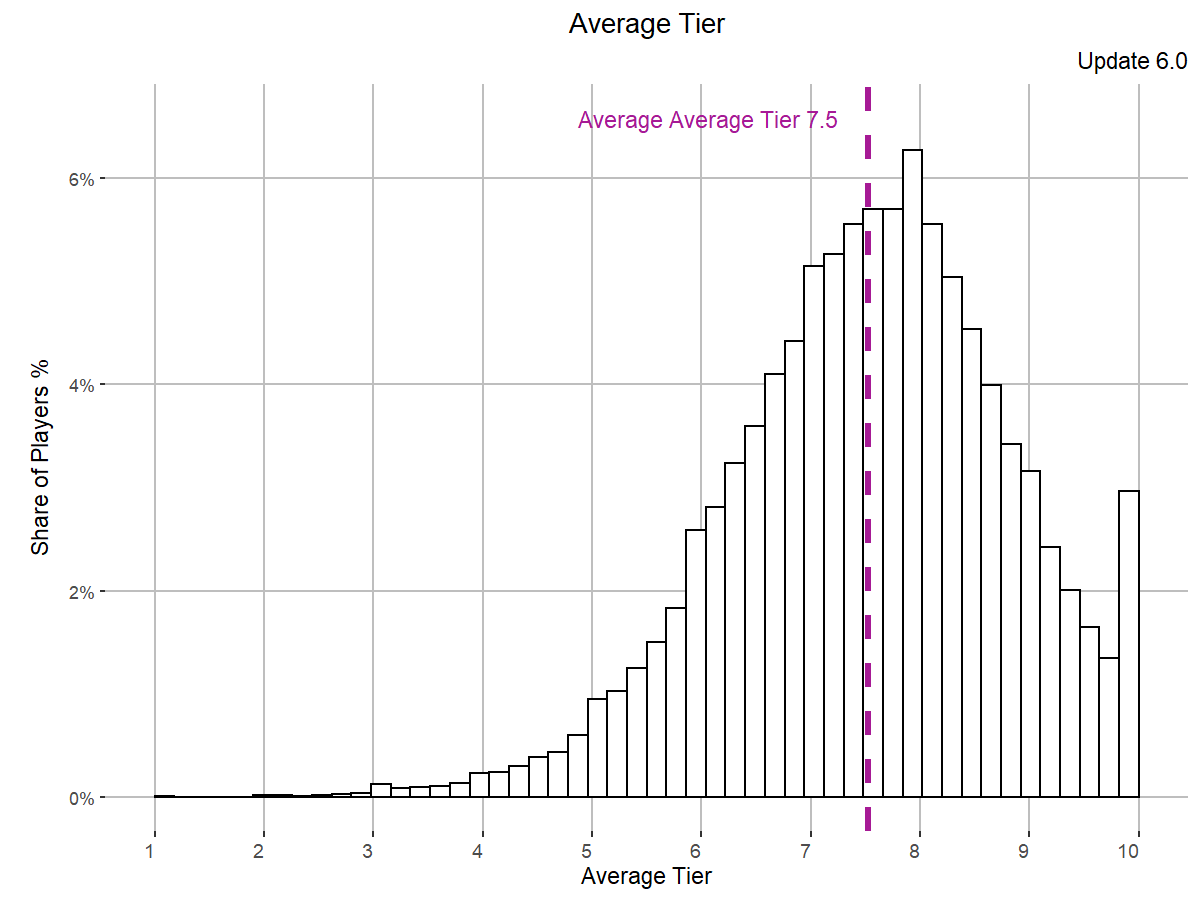 Average Tier
Update 6.0
Average Average Tier 7.5
6%
4%
2%
0%
Share of Players %
1 2 3 4 5 6 7 8 9 10
Average Tier